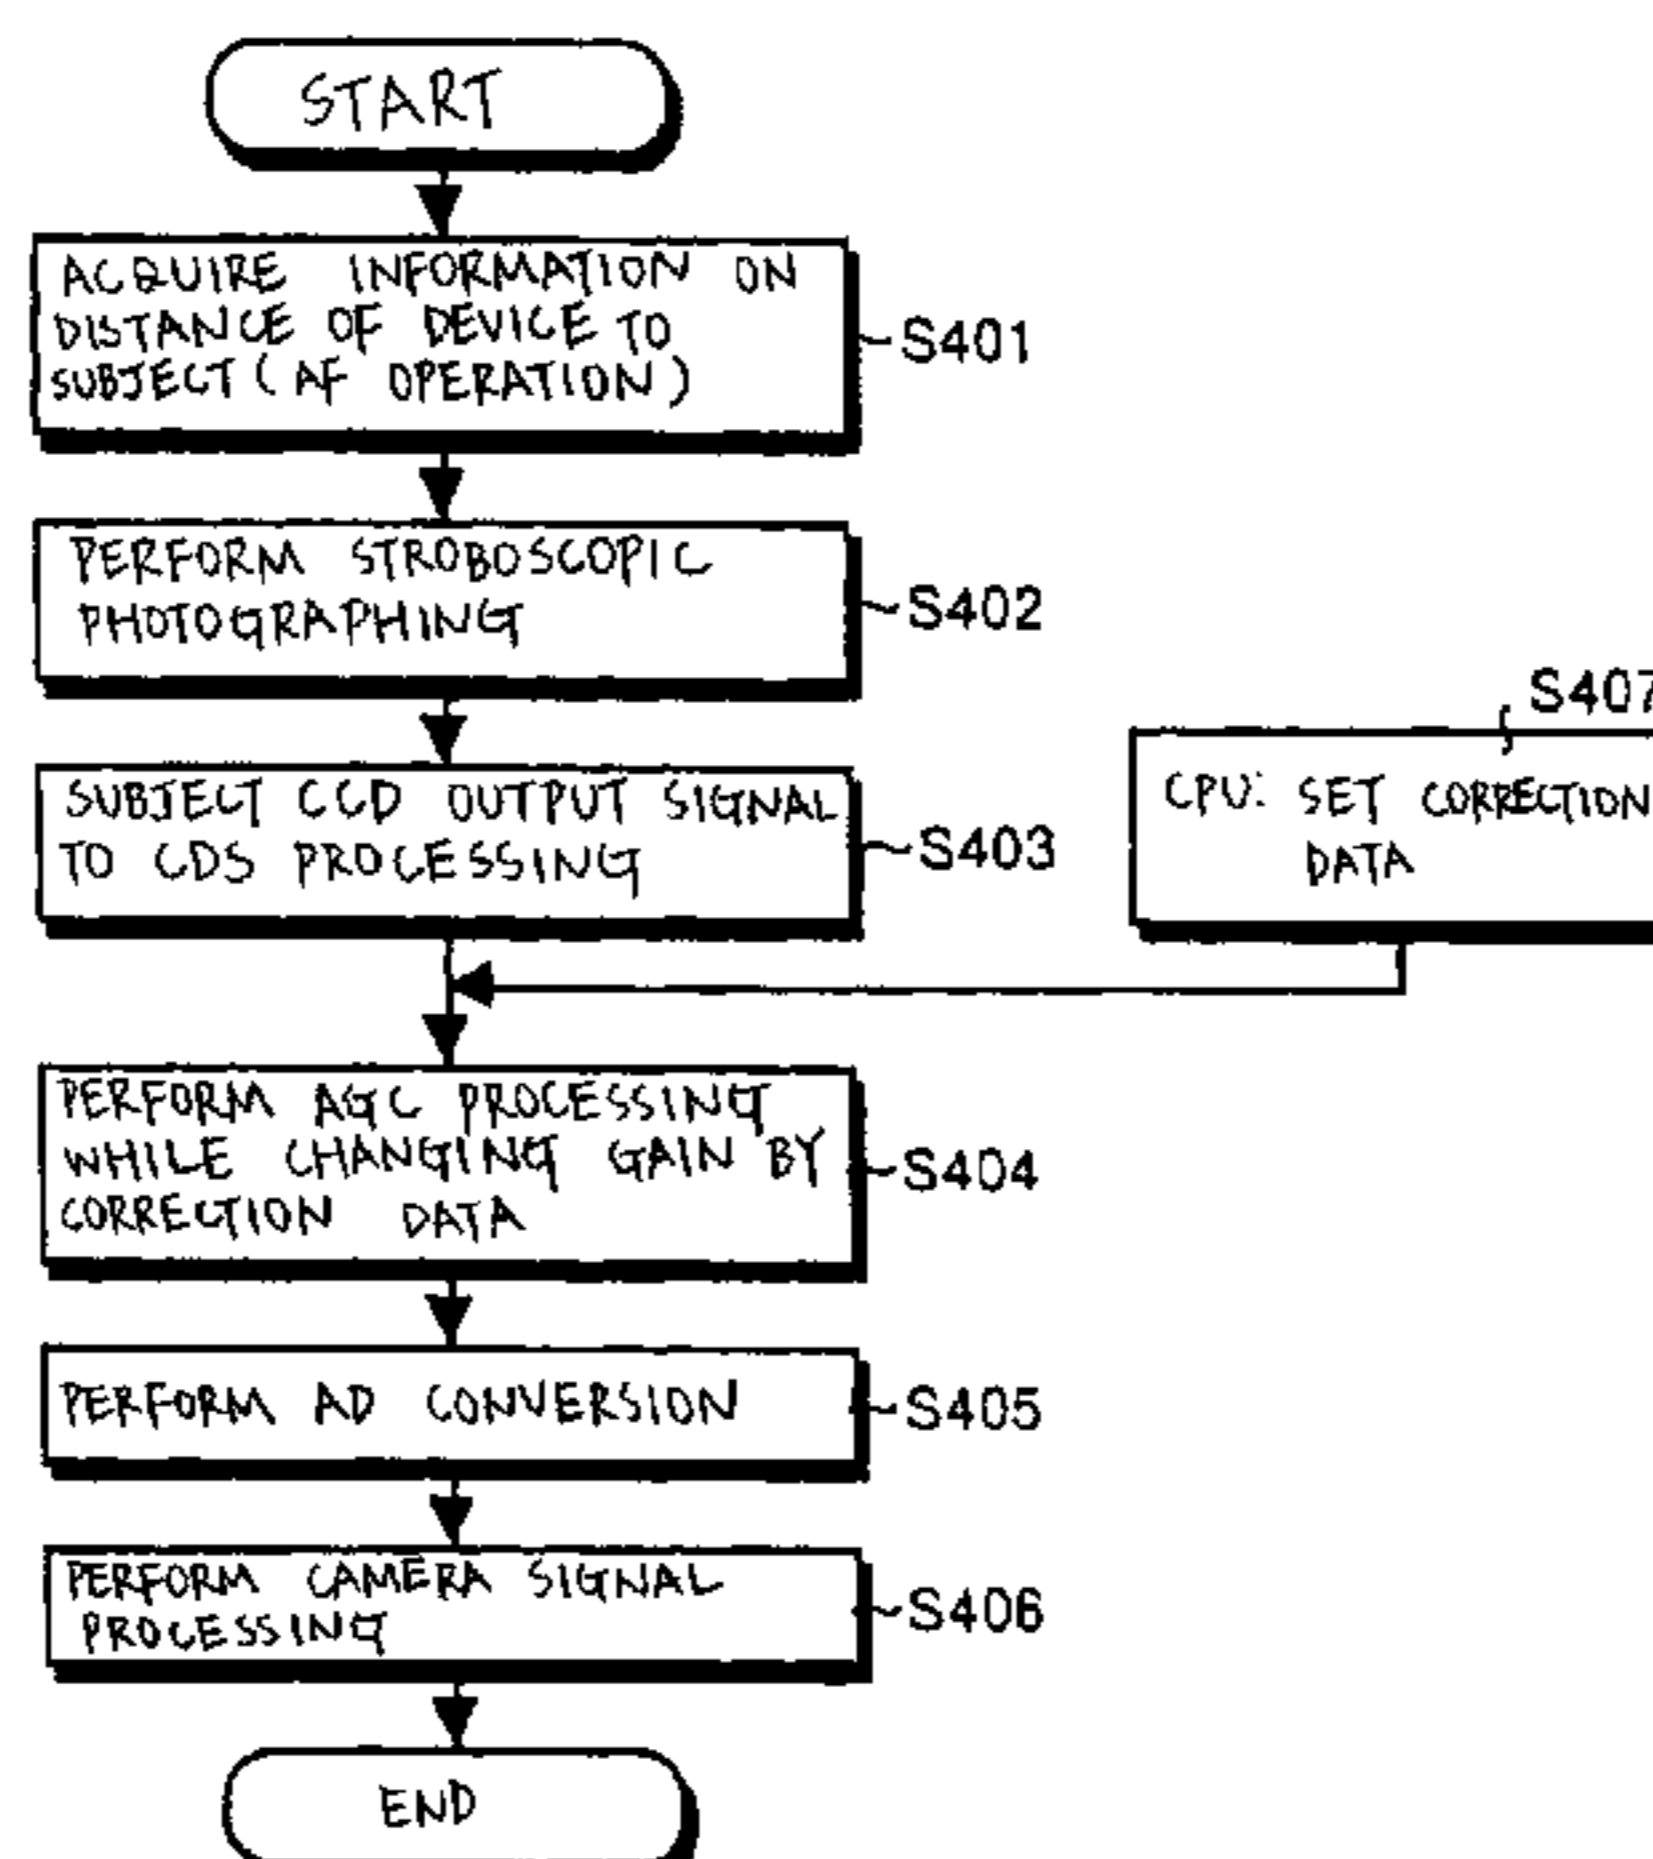 START
ACQUIRE INFORMATION ON
DISTANCE OF DEVICE TO
SUBJECT (AF OPERATION)
S401
PERFORM STROBOSCOPIC
PHOTOGRAPHING
S402
SUBJECT CCD OUTPUT SIGNAL
TO CDS PROCESSING
S403
S407
CPU: SET CORRECTION
DATA
PERFORM AGC PROCESSING
WHILE CHANGING GAIN BY
CORRECTION DATA
S404
PERFORM AD CONVERSION
S405
PERFORM CAMERA SIGNAL
PROCESSING
S406
END